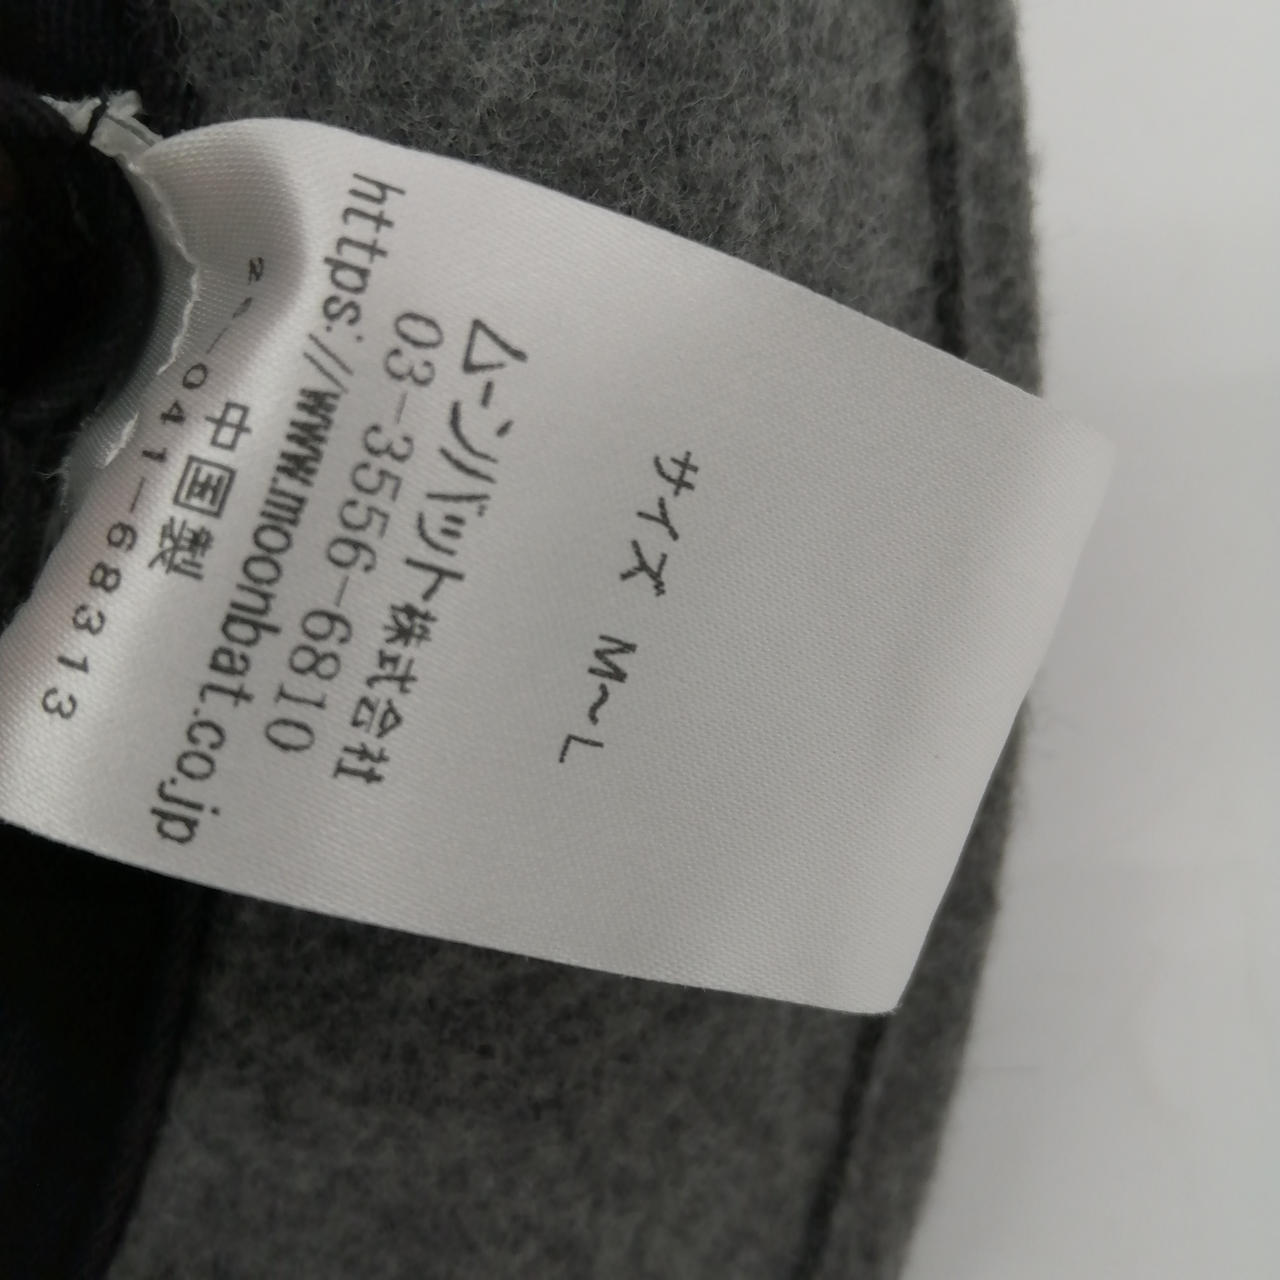 サイズ M~L
ムーンバット株式会社
03-3556-6810
https://www.moonbat.co.jp
中国製
041-68313